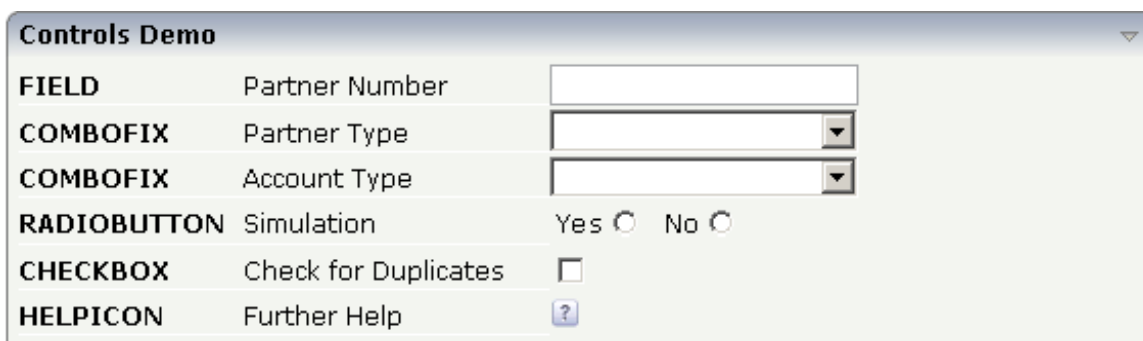 Controls Demo
FIELD Partner Number
COMBOFIX Partner Type
COMBOFIX Account Type
RADIOBUTTON Simulation Yes No
CHECKBOX Check for Duplicates
HELPICON Further Help ?